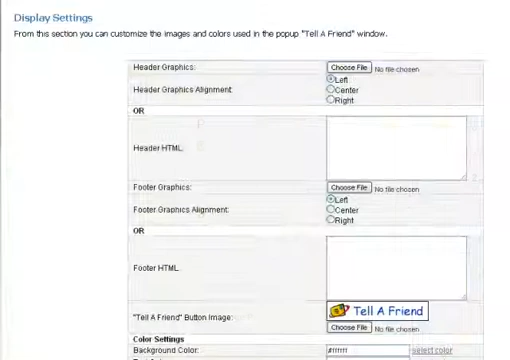 Display Settings
From this section you can customize the images and colors used in the popup "Tell A Friend" window.
Header Graphics: Choose File No file chosen
Header Graphics Alignment: Left
Center
Right
OR
Header HTML:
Footer Graphics: Choose File No file chosen
Footer Graphics Alignment: Left
Center
Right
OR
Footer HTML
"Tell A Friend" Button Image: Tell A Friend
Choose File No file chosen
Color Settings
Background Color: #ffffff select color